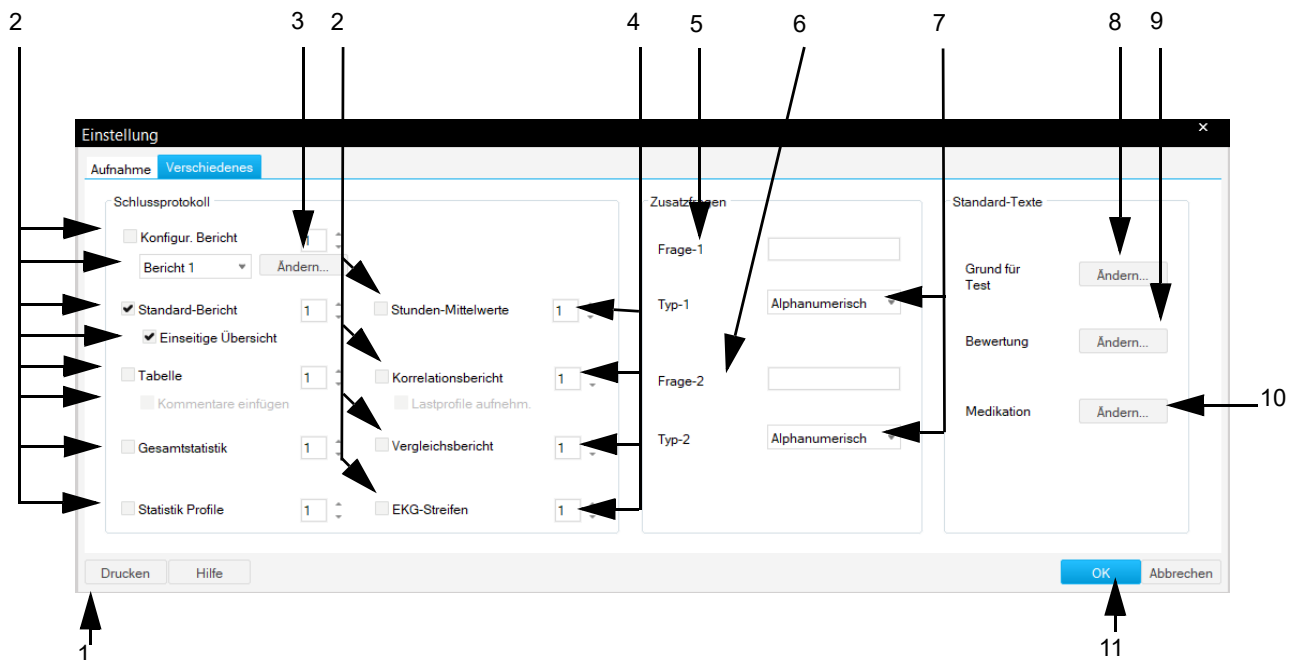 2 3 2 4 5 6 7 8 9
Einstellung ×
Aufnahme Verschiedenes
Schlussprotokoll
Konfigur. Bericht 1
Bericht 1 Ändern...
Standard-Bericht 1
Einseitige Übersicht
Tabelle 1
Kommentare einfügen
Gesamtstatistik 1
Statistik Profile 1
Stunden-Mittelwerte 1
Korrelationsbericht 1
Lastprofile aufnehm.
Vergleichsbericht 1
EKG-Streifen 1
Zusatzfragen
Frage-1
Typ-1 Alphanumerisch
Frage-2
Typ-2 Alphanumerisch
Standard-Texte
Grund für
Test
Ändern...
Bewertung Ändern...
Medikation Ändern...
10
Drucken Hilfe OK Abbrechen
1 11